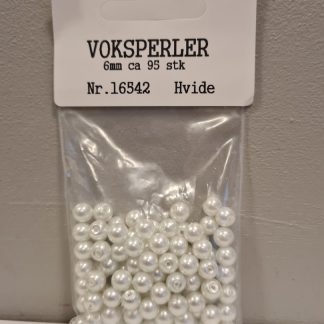 VOKSPERLER
6mm ca 95 stk
Nr.16542 Hvide